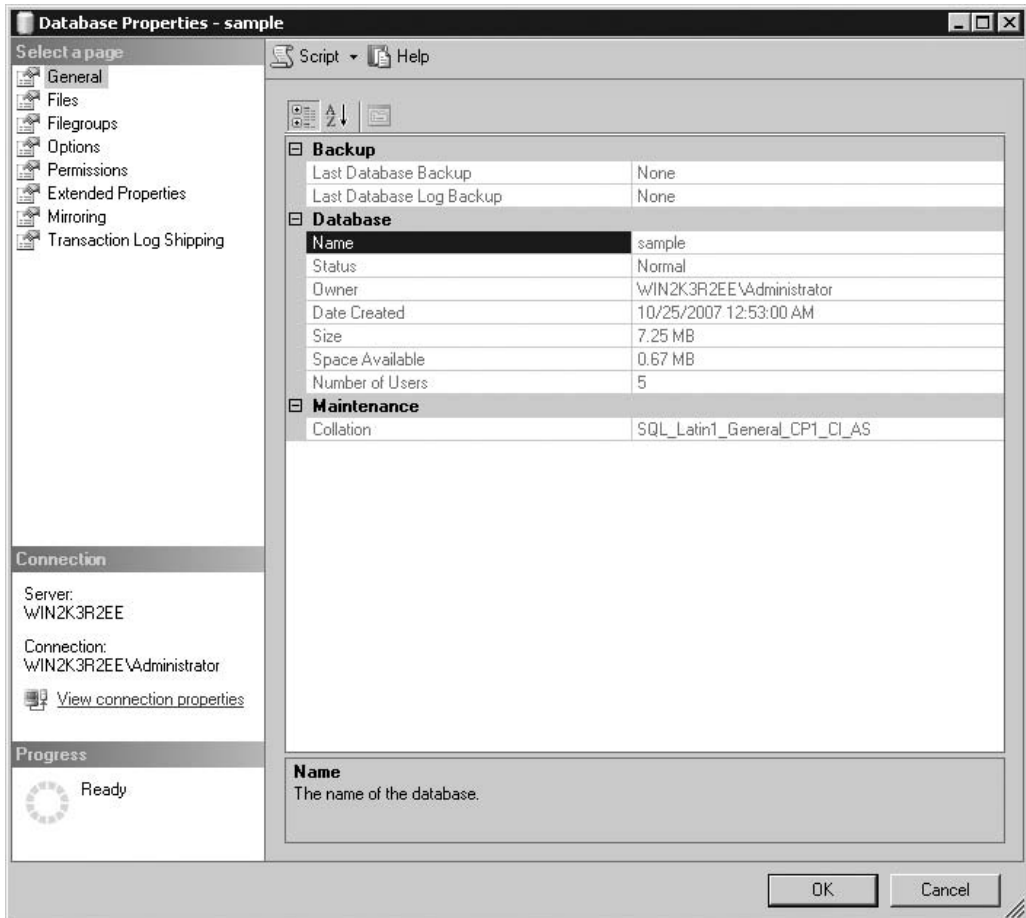 Database Properties - sample
Select a page
General
Files
Filegroups
Options
Permissions
Extended Properties
Mirroring
Transaction Log Shipping
Script Help
Backup
Last Database Backup None
Last Database Log Backup None
Database
Name sample
Status Normal
Owner WIN2K3R2EE\Administrator
Date Created 10/25/2007 12:53:00 AM
Size 7.25 MB
Space Available 0.67 MB
Number of Users 5
Maintenance
Collation SQL_Latin1_General_CP1_CI_AS
Connection
Server:
WIN2K3R2EE
Connection:
WIN2K3R2EE\Administrator
View connection properties
Progress
Ready
Name
The name of the database.
OK Cancel